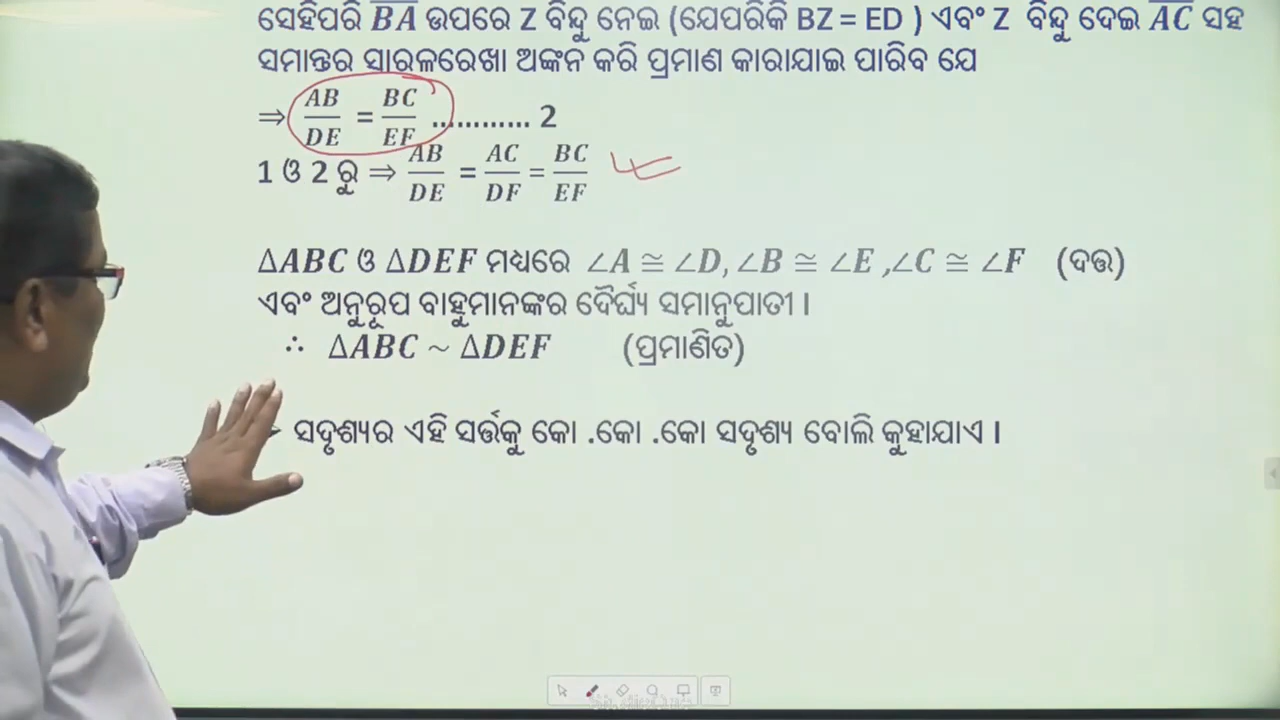 ସେହିପରି BA ଉପରେ Z ବିନ୍ଦୁ ନେଇ (ଯେପରିକି BZ = ED ) ଏବଂ Z ବିନ୍ଦୁ ଦେଇ AC ସହ
ସମାନ୍ତର ସାରଳରେଖା ଅଙ୍କନ କରି ପ୍ରମାଣ କାରାଯାଇ ପାରିବ ଯେ
⇒ AB/DE = BC/EF ............ 2
1 ଓ 2 ରୁ ⇒ AB/DE = AC/DF = BC/EF
ΔABC ଓ ΔDEF ମଧ୍ୟରେ ∠A ≅ ∠D, ∠B ≅ ∠E ,∠C ≅ ∠F (ଦତ୍ତ)
ଏବଂ ଅନୁରୂପ ବାହୁମାନଙ୍କର ଦୈର୍ଘ୍ୟ ସମାନୁପାତୀ ।
∴ ΔABC ~ ΔDEF (ପ୍ରମାଣିତ)
ସଦୃଶ୍ୟର ଏହି ସର୍ତ୍ତକୁ କୋ .କୋ .କୋ ସଦୃଶ୍ୟ ବୋଲି କୁହାଯାଏ ।